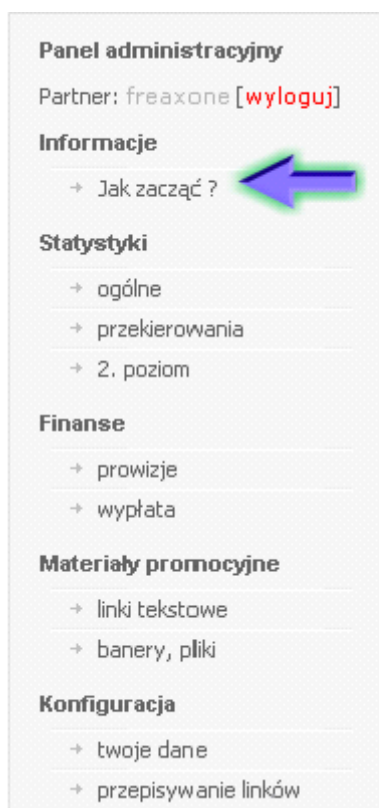 Panel administracyjny
Partner: freaxone [wyloguj]
Informacje
Jak zacząć ?
Statystyki
ogólne
przekierowania
2. poziom
Finanse
prowizje
wypłata
Materiały promocyjne
linki tekstowe
banery, pliki
Konfiguracja
twoje dane
przepisywanie linków